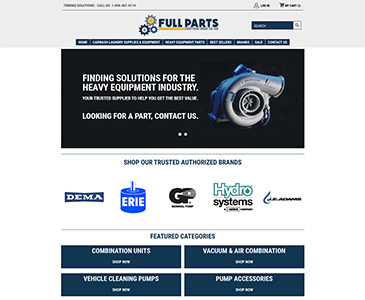 FINDING SOLUTIONS - CALL US: 1-888-467-0114
LOG IN
MY CART (0)
FULL PARTS
SEARCH
HOME CARWASH LAUNDRY SUPPLIES & EQUIPMENT HEAVY EQUIPMENT PARTS BEST SELLERS BRANDS SALE CONTACT US
FINDING SOLUTIONS FOR THE
HEAVY EQUIPMENT INDUSTRY.
YOUR TRUSTED SUPPLIER TO HELP YOU GET THE BEST VALUE.
LOOKING FOR A PART, CONTACT US.
SHOP OUR TRUSTED AUTHORIZED BRANDS
DEMA
ERIE
GP
GENERAL PUMP
Hydro
systems
COMPANY
J.E.ADAMS
FEATURED CATEGORIES
COMBINATION UNITS
SHOP NOW
VACUUM & AIR COMBINATION
SHOP NOW
VEHICLE CLEANING PUMPS
SHOP NOW
PUMP ACCESSORIES
SHOP NOW